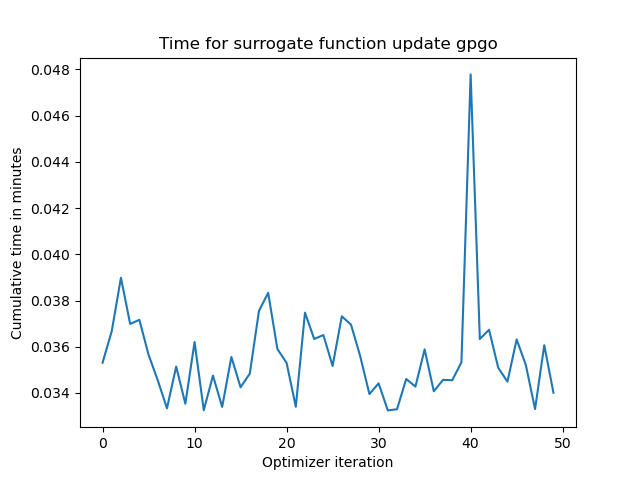 Time for surrogate function update gpgo
0.048
0.046
0.044
0.042
0.040
0.038
0.036
0.034
Cumulative time in minutes
0 10 20 30 40 50
Optimizer iteration